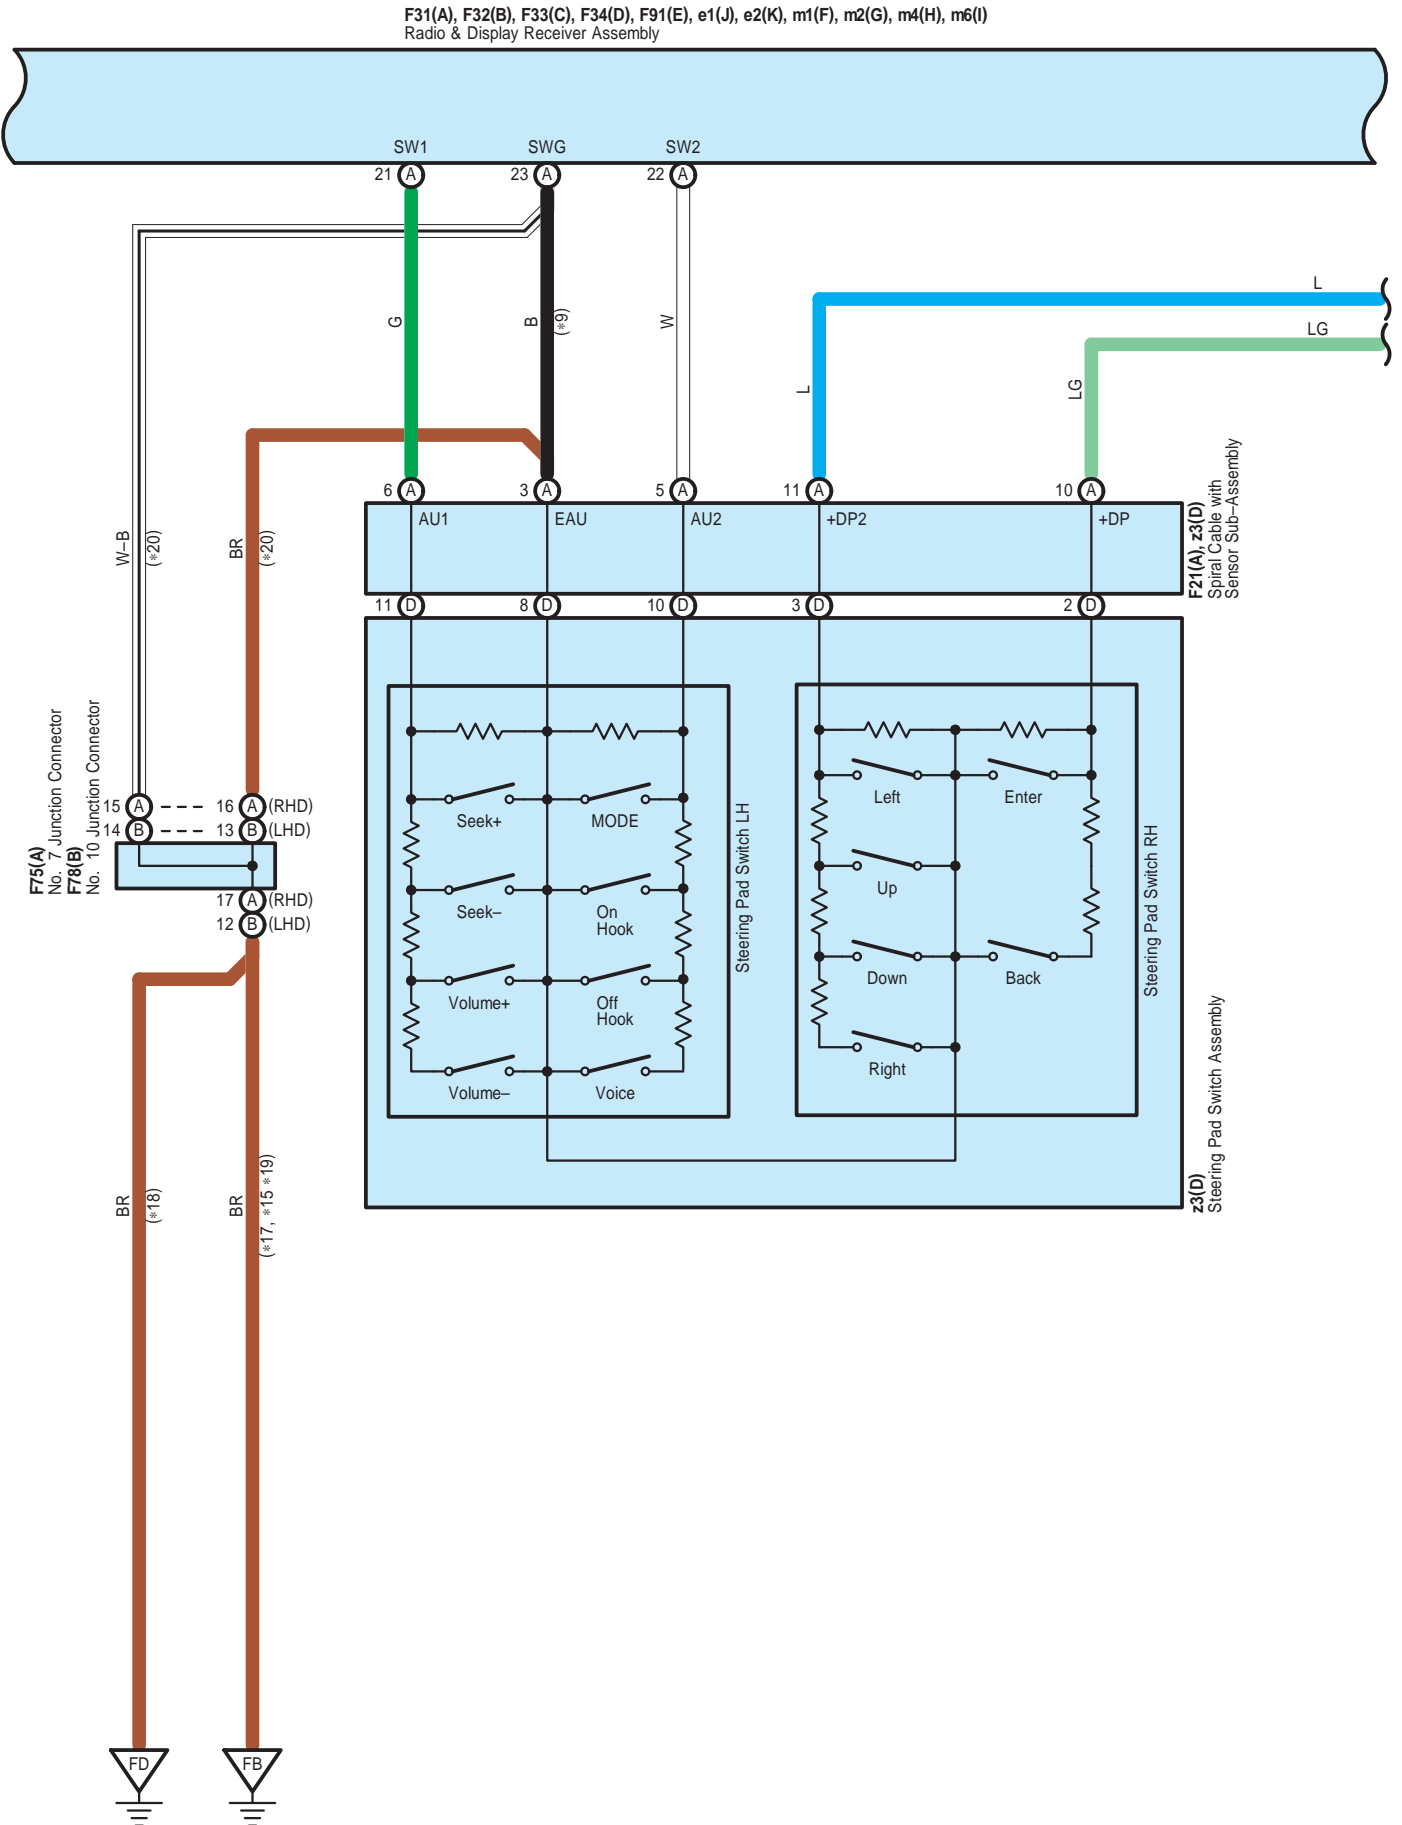 F31(A), F32(B), F33(C), F34(D), F91(E), e1(J), e2(K), m1(F), m2(G), m4(H), m6(I)
Radio & Display Receiver Assembly
SW1 SWG SW2
21 A 23 A 22 A
L
LG
G
B
(*9)
W
L
LG
6 A 3 A 5 A 11 A 10 A
AU1 EAU AU2 +DP2 +DP
F21(A), z3(D)
Spiral Cable with
Sensor Sub–Assembly
W–B
(*20)
BR
(*20)
11 D 8 D 10 D 3 D 2 D
Left Enter
Seek+ MODE
15 A 16 A (RHD)
14 B 13 B (LHD)
F75(A)
No. 7 Junction Connector
F78(B)
No. 10 Junction Connector
Up
17 A (RHD)
12 B (LHD)
Seek– On
Hook
Steering Pad Switch LH
Steering Pad Switch RH
Down Back
Volume+ Off
Hook
Right
Volume– Voice
z3(D)
Steering Pad Switch Assembly
BR
(*18)
BR
(*17, *15 *19)
FD FB